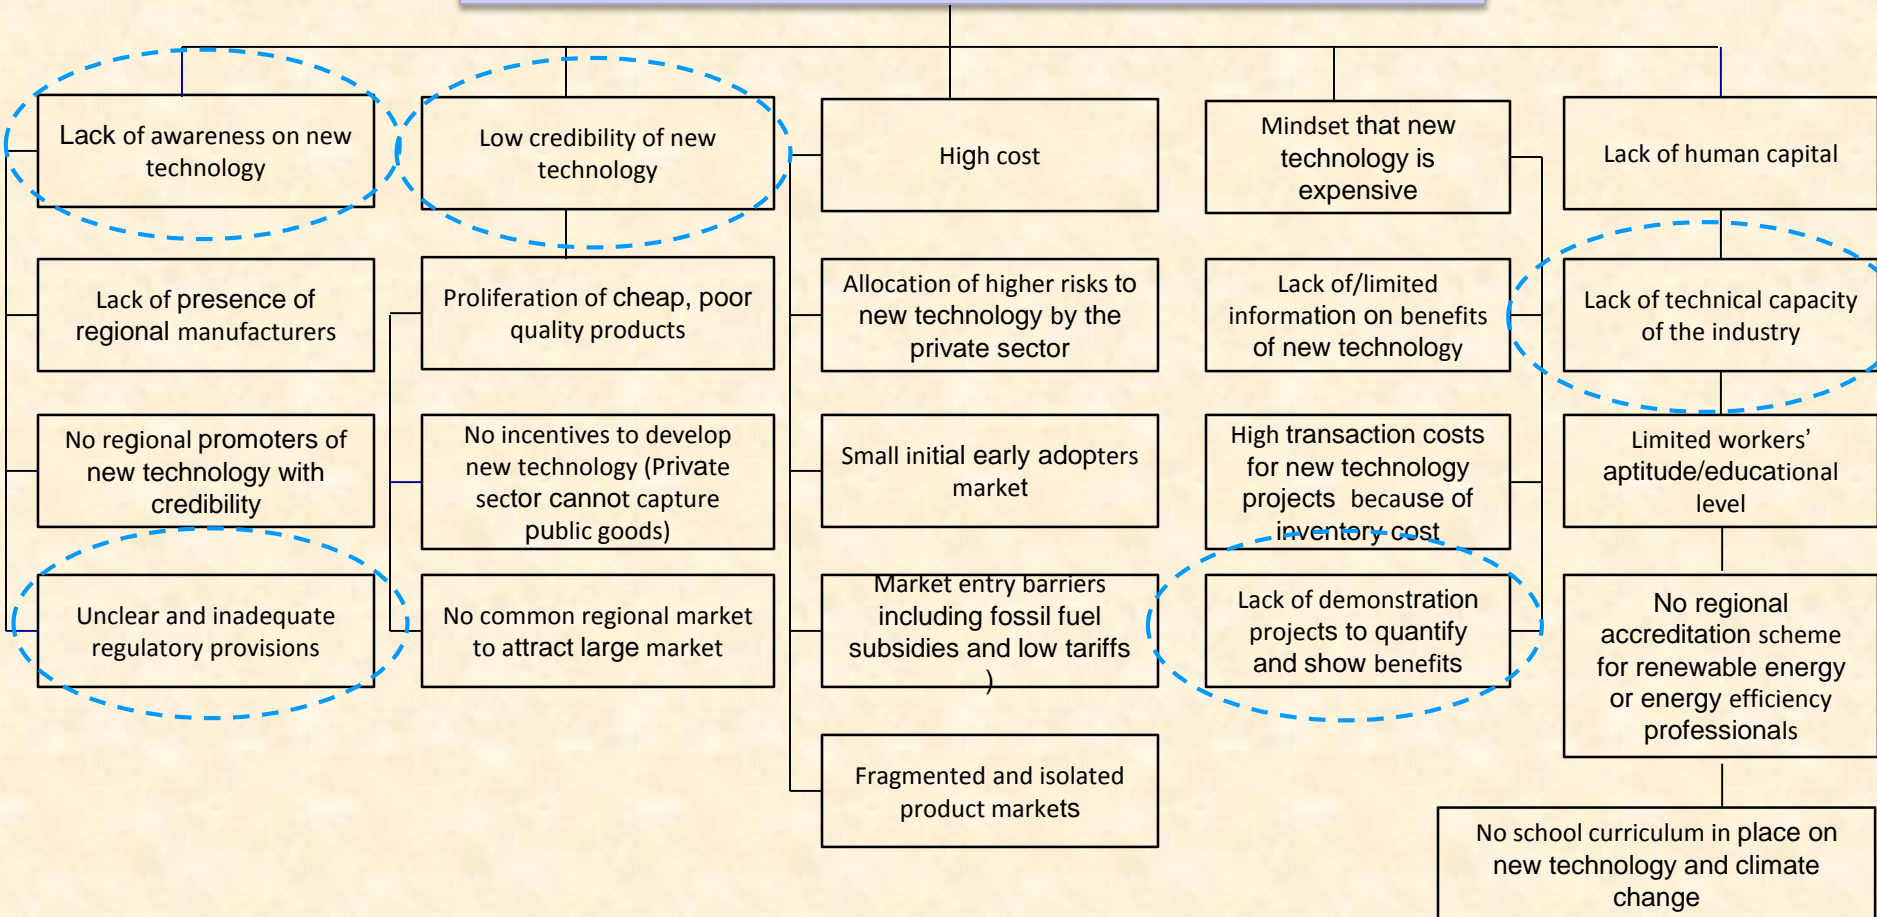 Lack of awareness on new
technology
Lack of presence of
regional manufacturers
No regional promoters of
new technology with
credibility
Unclear and inadequate
regulatory provisions
Low credibility of new
technology
Proliferation of cheap, poor
quality products
No incentives to develop
new technology (Private
sector cannot capture
public goods)
No common regional market
to attract large market
High cost
Allocation of higher risks to
new technology by the
private sector
Small initial early adopters
market
Market entry barriers
including fossil fuel
subsidies and low tariffs
)
Fragmented and isolated
product markets
Mindset that new
technology is
expensive
Lack of/limited
information on benefits
of new technology
High transaction costs
for new technology
projects because of
inventory cost
Lack of demonstration
projects to quantify
and show benefits
Lack of human capital
Lack of technical capacity
of the industry
Limited workers’
aptitude/educational
level
No regional
accreditation scheme
for renewable energy
or energy efficiency
professionals
No school curriculum in place on
new technology and climate
change